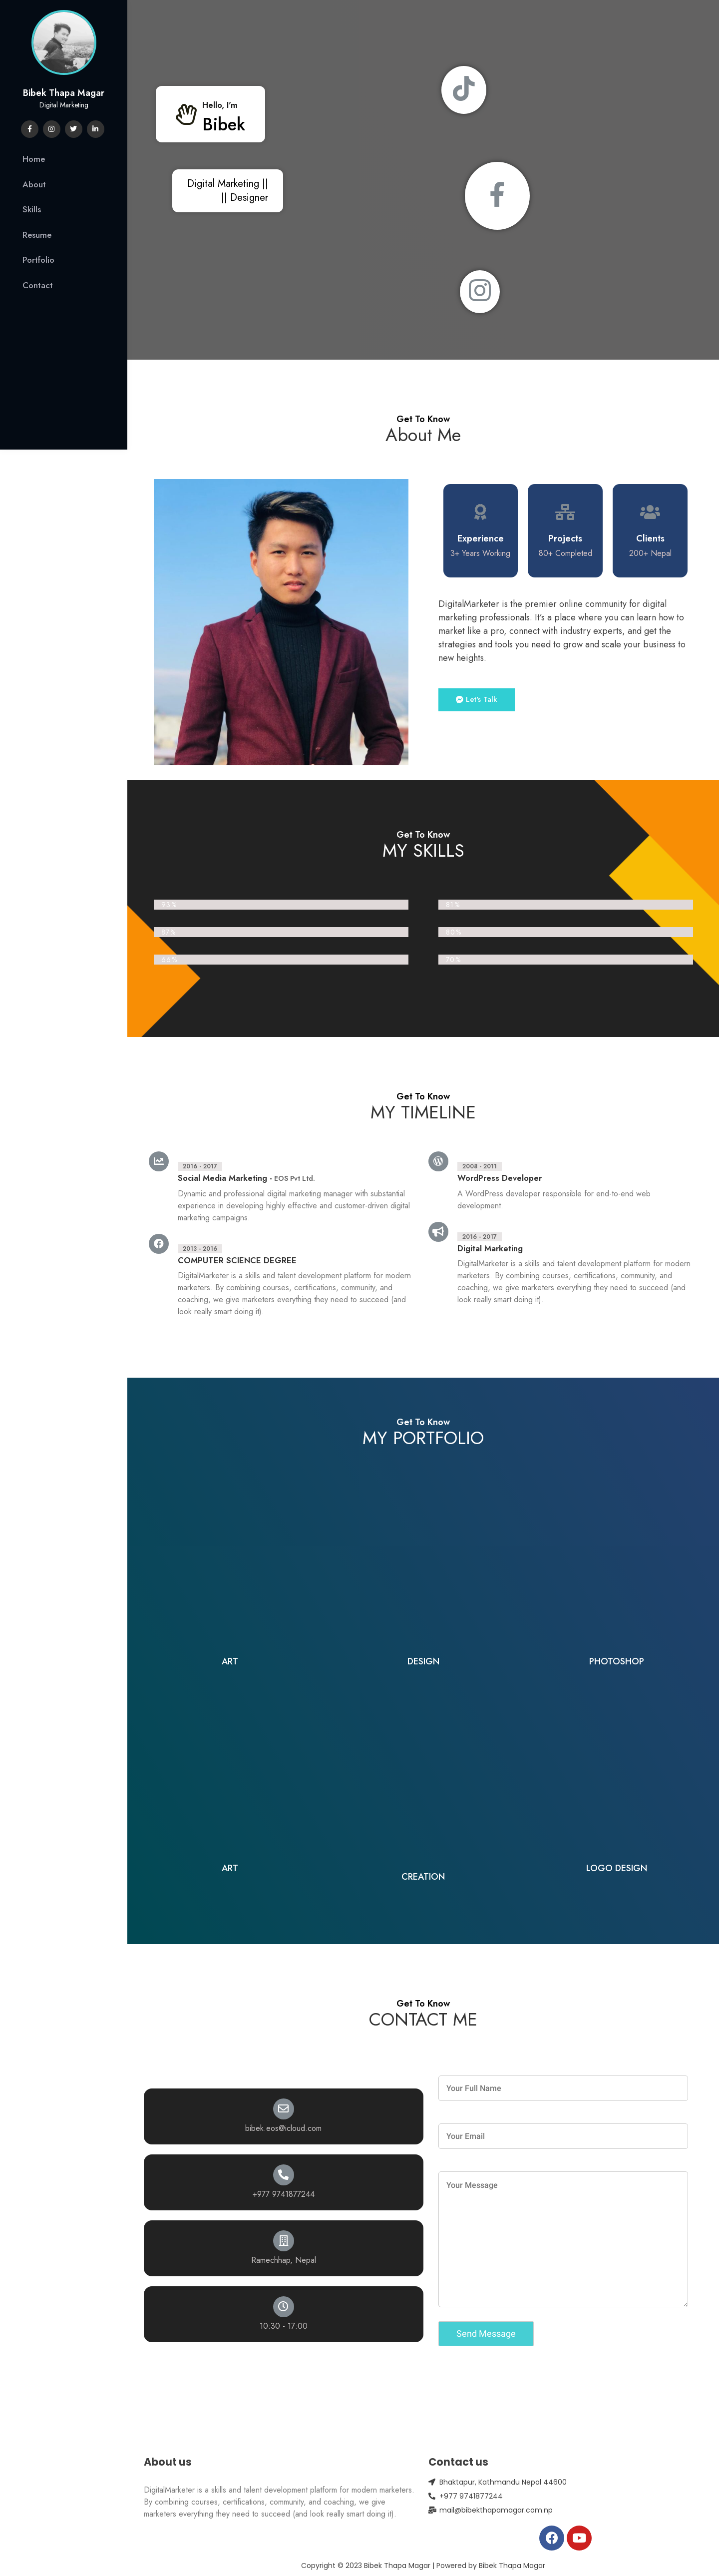 Bibek Thapa Magar
Digital Marketing
Home
About
Skills
Resume
Portfolio
Contact
Hello, I'm
Bibek
Digital Marketing ||
|| Designer
Get To Know
About Me
Experience
3+ Years Working
Projects
80+ Completed
Clients
200+ Nepal
DigitalMarketer is the premier online community for digital
marketing professionals. It's a place where you can learn how to
market like a pro, connect with industry experts, and get the
strategies and tools you need to grow and scale your business to
new heights.
Let's Talk
Get To Know
MY SKILLS
93%
91%
87%
80%
86%
70%
Get To Know
MY TIMELINE
2016 - 2017
Social Media Marketing - EOS Pvt Ltd.
Dynamic and professional digital marketing manager with substantial
experience in developing highly effective and customer-driven digital
marketing campaigns.
2013 - 2016
COMPUTER SCIENCE DEGREE
DigitalMarketer is a skills and talent development platform for modern
marketers. By combining courses, certifications, community, and
coaching, we give marketers everything they need to succeed (and
look really smart doing it).
2008 - 2011
WordPress Developer
A WordPress developer responsible for end-to-end web
development
2016 - 2017
Digital Marketing
DigitalMarketer is a skills and talent development platform for modern
marketers. By combining courses, certifications, community, and
coaching, we give marketers everything they need to succeed (and
look really smart doing it).
Get To Know
MY PORTFOLIO
ART
DESIGN
PHOTOSHOP
ART
CREATION
LOGO DESIGN
Get To Know
CONTACT ME
bibek.eos@icloud.com
+977 9741877244
Ramechhap, Nepal
10:30 - 17:00
Your Full Name
Your Email
Your Message
Send Message
About us
DigitalMarketer is a skills and talent development platform for modern marketers.
By combining courses, certifications, community, and coaching, we give
marketers everything they need to succeed (and look really smart doing it).
Contact us
Bhaktapur, Kathmandu Nepal 44600
+977 9741877244
mail@bibekthapamagar.com.np
Copyright © 2023 Bibek Thapa Magar | Powered by Bibek Thapa Magar